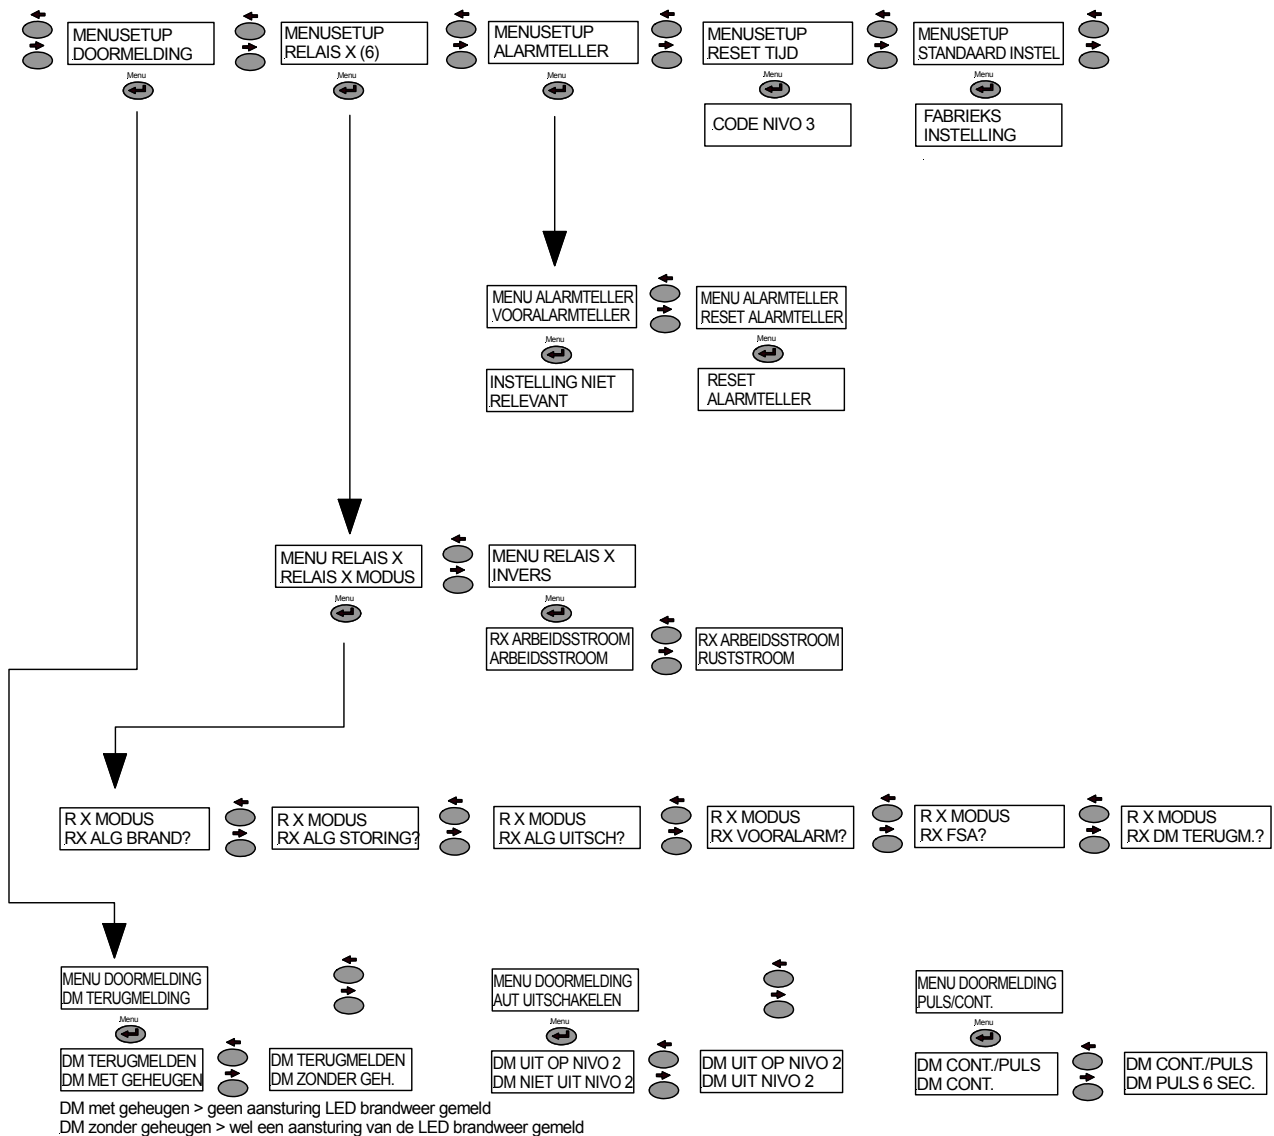 MENUSETUP
DOORMELDING
MENUSETUP
RELAIS X (6)
MENUSETUP
ALARMTELLER
MENUSETUP
RESET TIJD
MENUSETUP
STANDAARD INSTEL
Menu
Menu
Menu
Menu
Menu
CODE NIVO 3
FABRIEKS
INSTELLING
MENU ALARMTELLER
VOORALARMTELLER
MENU ALARMTELLER
RESET ALARMTELLER
Menu
Menu
INSTELLING NIET
RELEVANT
RESET
ALARMTELLER
MENU RELAIS X
RELAIS X MODUS
MENU RELAIS X
INVERS
Menu
Menu
RX ARBEIDSSTROOM
ARBEIDSSTROOM
RX ARBEIDSSTROOM
RUSTSTROOM
R X MODUS
RX ALG BRAND?
R X MODUS
RX ALG STORING?
R X MODUS
RX ALG UITSCH?
R X MODUS
RX VOORALARM?
R X MODUS
RX FSA?
R X MODUS
RX DM TERUGM.?
MENU DOORMELDING
DM TERUGMELDING
MENU DOORMELDING
AUT UITSCHAKELEN
MENU DOORMELDING
PULS/CONT.
Menu
Menu
Menu
DM TERUGMELDEN
DM MET GEHEUGEN
DM TERUGMELDEN
DM ZONDER GEH.
DM UIT OP NIVO 2
DM NIET UIT NIVO 2
DM UIT OP NIVO 2
DM UIT NIVO 2
DM CONT./PULS
DM CONT.
DM CONT./PULS
DM PULS 6 SEC.
DM met geheugen > geen aansturing LED brandweer gemeld
DM zonder geheugen > wel een aansturing van de LED brandweer gemeld